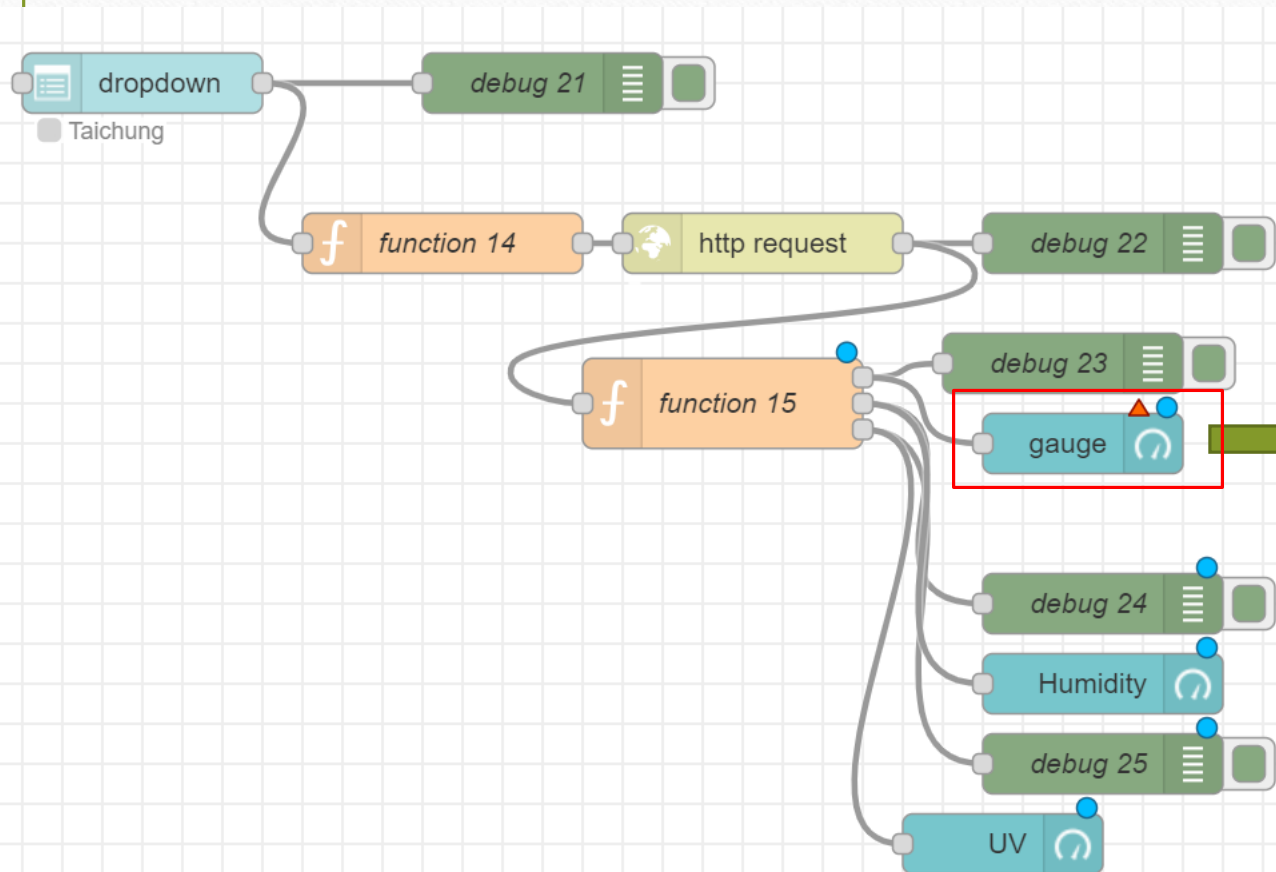 dropdown
debug 21
Taichung
function 14
http request
debug 22
debug 23
function 15
gauge
debug 24
Humidity
debug 25
UV